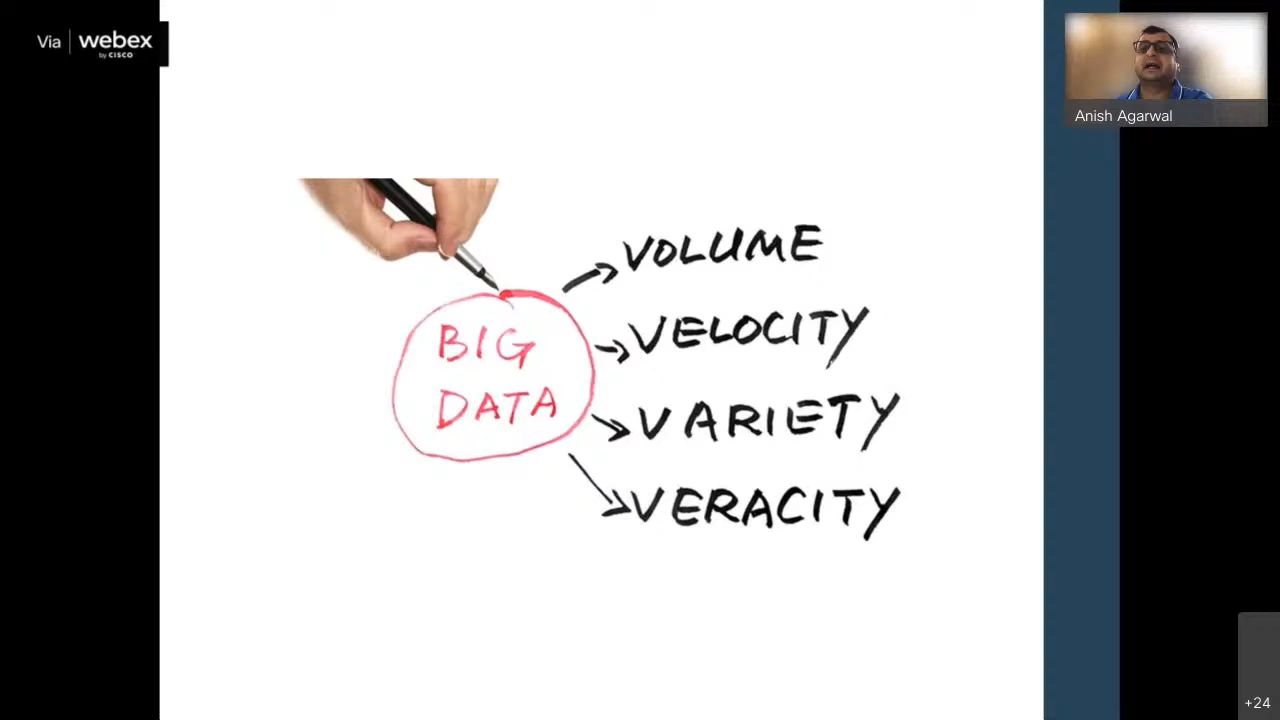 Via webex
by CISCO
Anish Agarwal
BIG
DATA
VOLUME
VELOCITY
VARIETY
VERACITY
+24